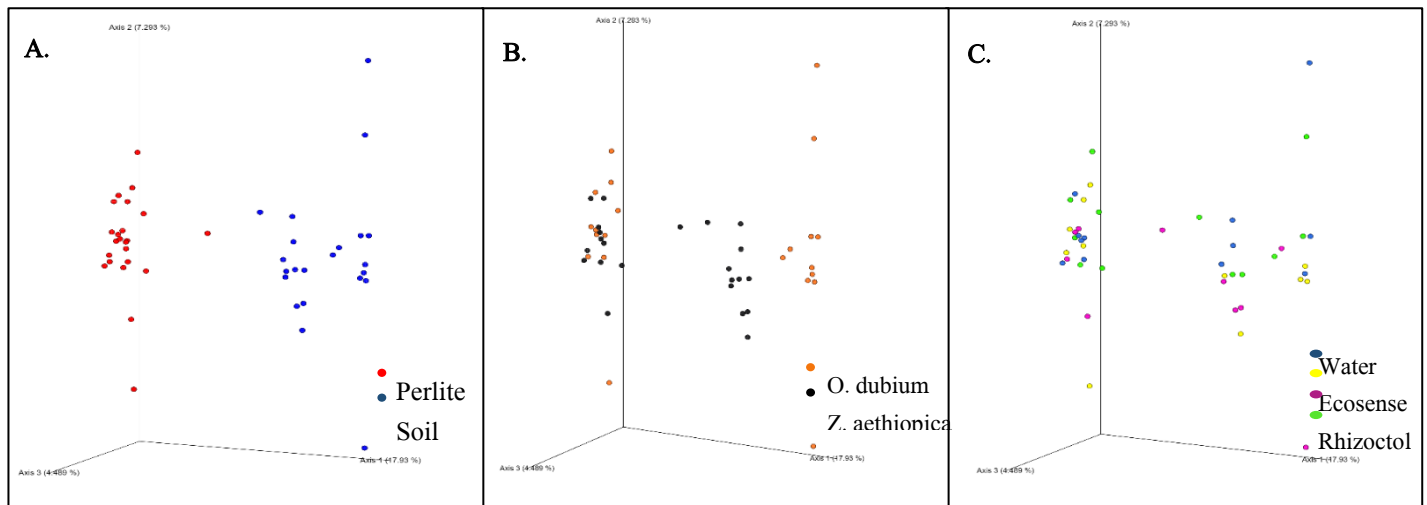 A.
Axis 2 (7.293 %)
Perlite
Soil
Axis 1 (17.93 %)
Axis 3 (4.489 %)
B.
Axis 2 (7.293 %)
O. dubium
Z. aethiopica
Axis 1 (17.93 %)
Axis 3 (4.489 %)
C.
Axis 2 (7.293 %)
Water
Ecosense
Rhizoctol
Axis 1 (17.93 %)
Axis 3 (4.489 %)